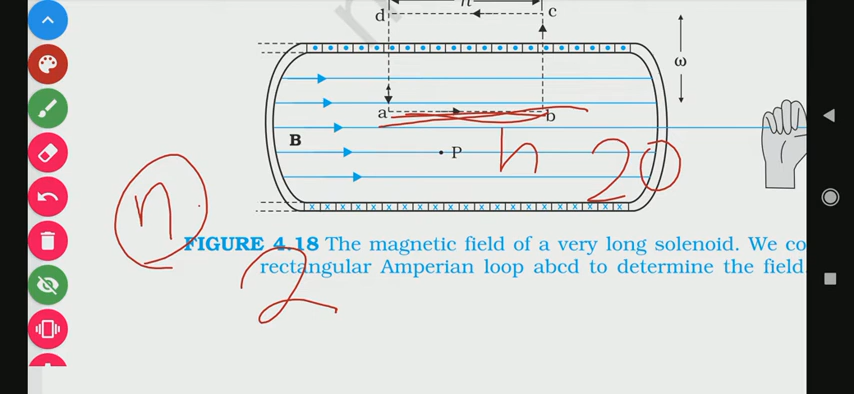 h
d c
ω
a b
B
P h 20
n
FIGURE 4.18 The magnetic field of a very long solenoid. We co
rectangular Amperian loop abcd to determine the field
2